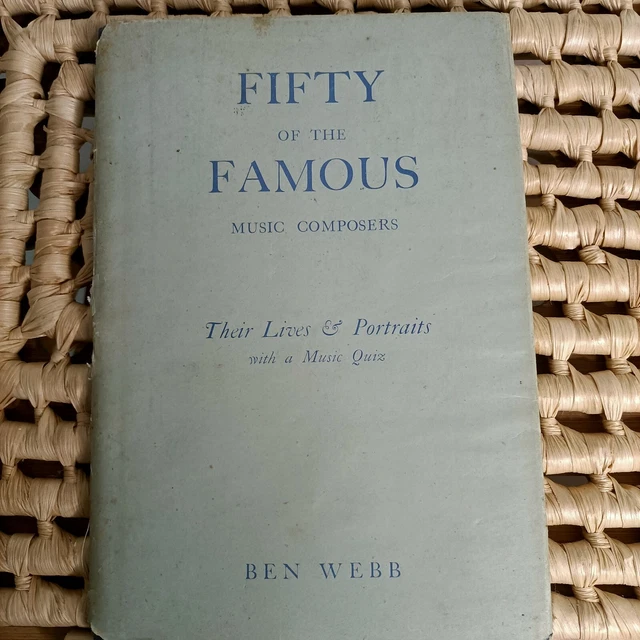 FIFTY
OF THE
FAMOUS
MUSIC COMPOSERS
Their Lives & Portraits
with a Music Quiz
BEN WEBB